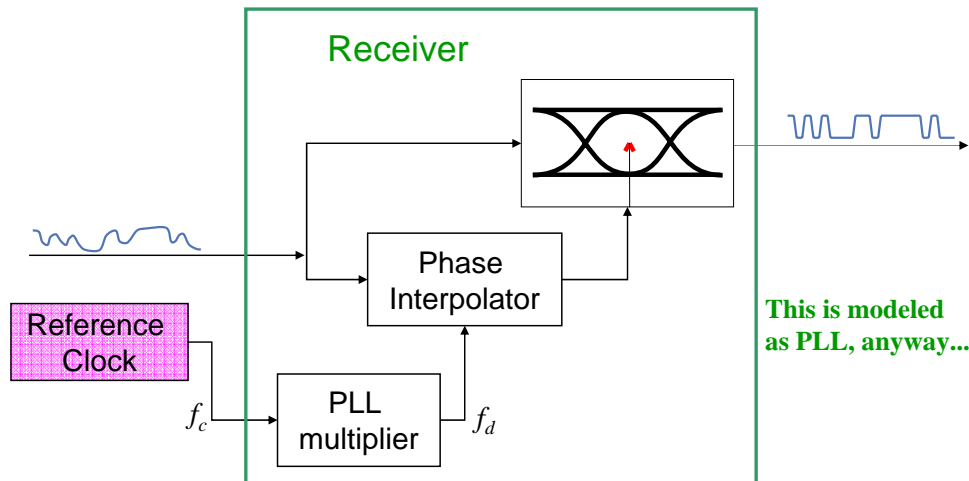 Receiver
Phase
Interpolator
Reference
Clock
This is modeled
as PLL, anyway...
f_c
PLL
multiplier
f_d